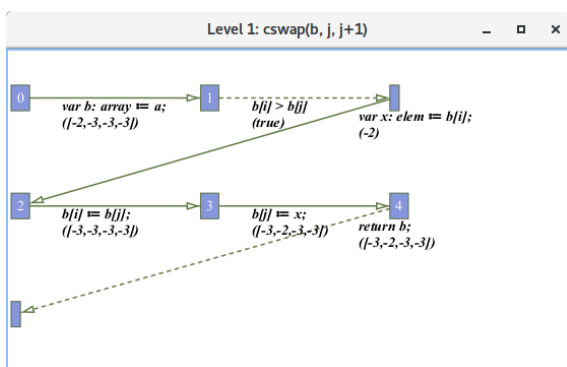 Level 1: cswap(b, j, j+1)
0
1
var b: array ≔ a;
([-2,-3,-3,-3])
b[i] > b[j]
(true)
var x: elem ≔ b[i];
(-2)
2
3
4
b[i] ≔ b[j];
([-3,-3,-3,-3])
b[j] ≔ x;
([-3,-2,-3,-3])
return b;
([-3,-2,-3,-3])